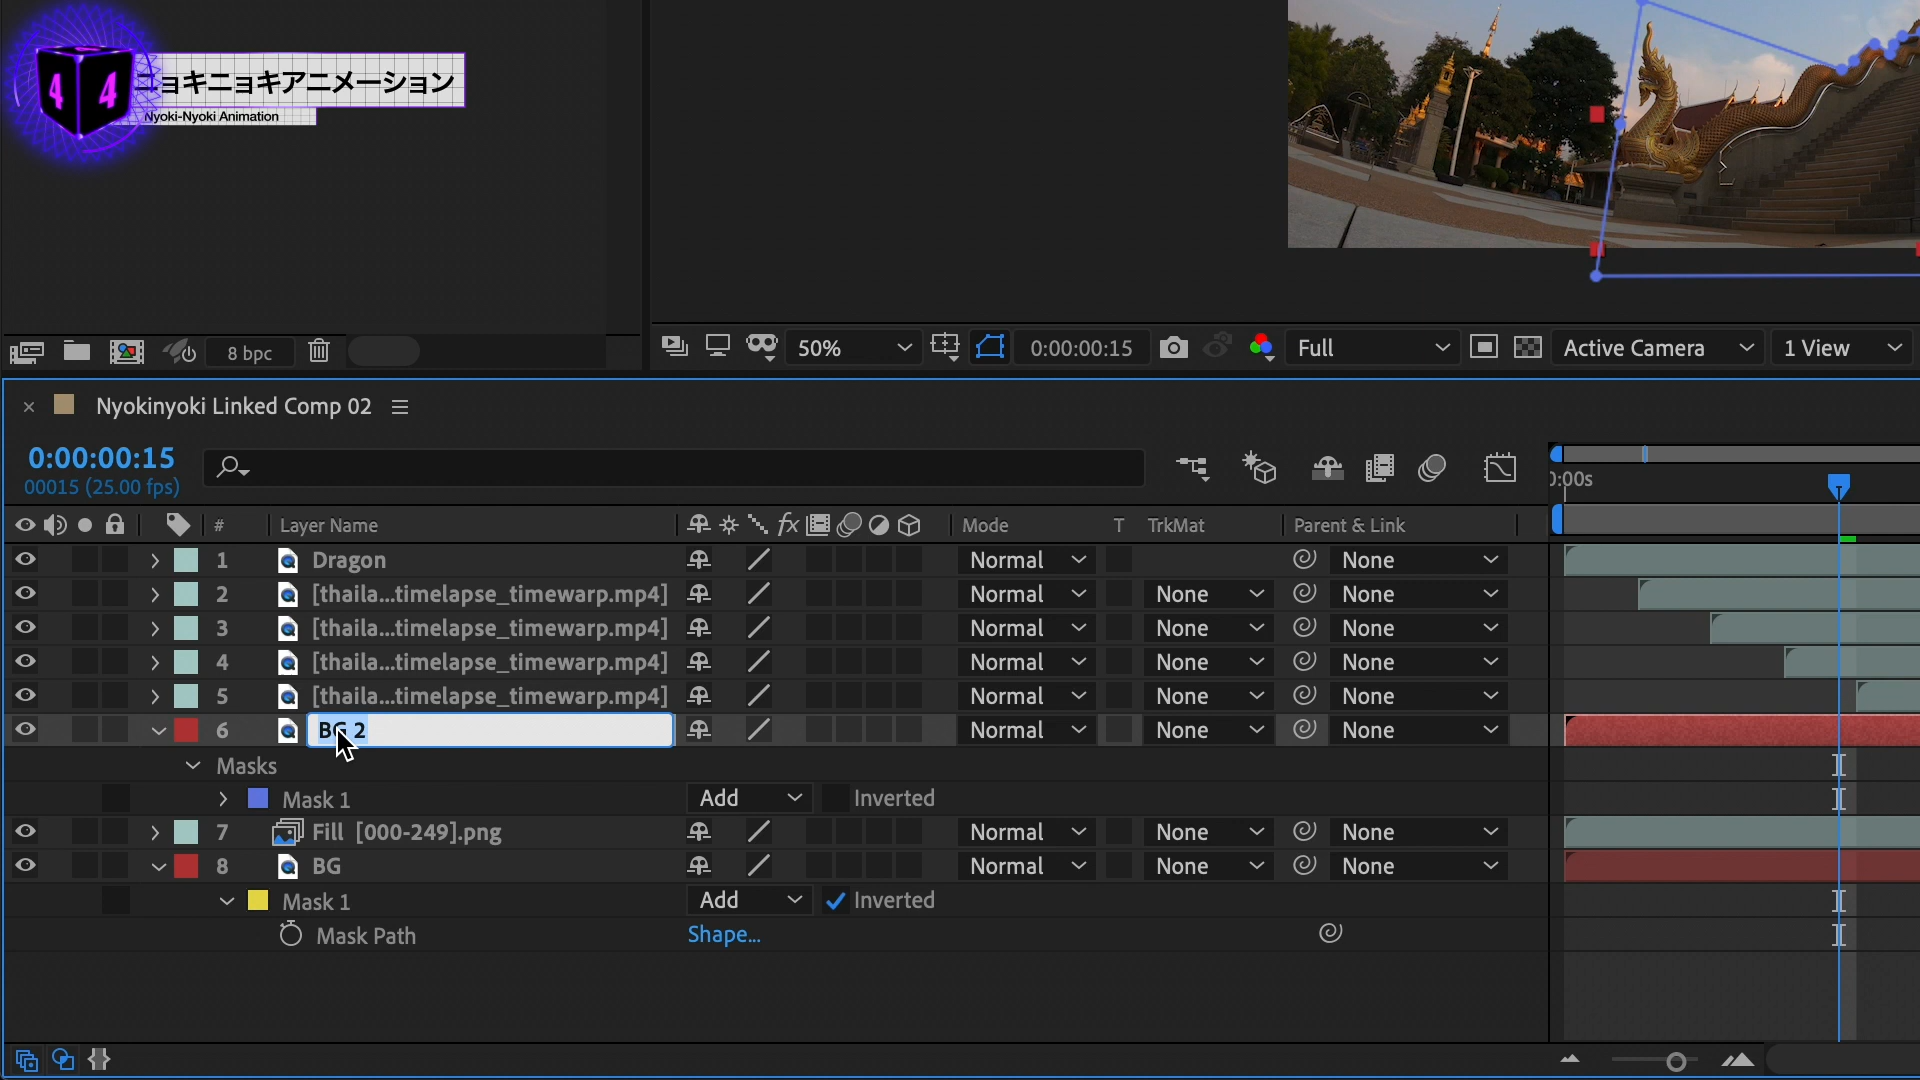 4 4
ニョキニョキアニメーション
Nyoki-Nyoki Animation
8 bpc
50%
0:00:00:15
Full
Active Camera
1 View
× Nyokinyoki Linked Comp 02
0:00:00:15
00015 (25.00 fps)
0:00s
# Layer Name fx Mode T TrkMat Parent & Link
1 Dragon Normal None
2 [thaila...timelapse_timewarp.mp4] Normal None None
3 [thaila...timelapse_timewarp.mp4] Normal None None
4 [thaila...timelapse_timewarp.mp4] Normal None None
5 [thaila...timelapse_timewarp.mp4] Normal None None
6 BG 2 Normal None None
Masks
Mask 1 Add Inverted
7 Fill [000-249].png Normal None None
8 BG Normal None None
Mask 1 Add Inverted
Mask Path Shape...